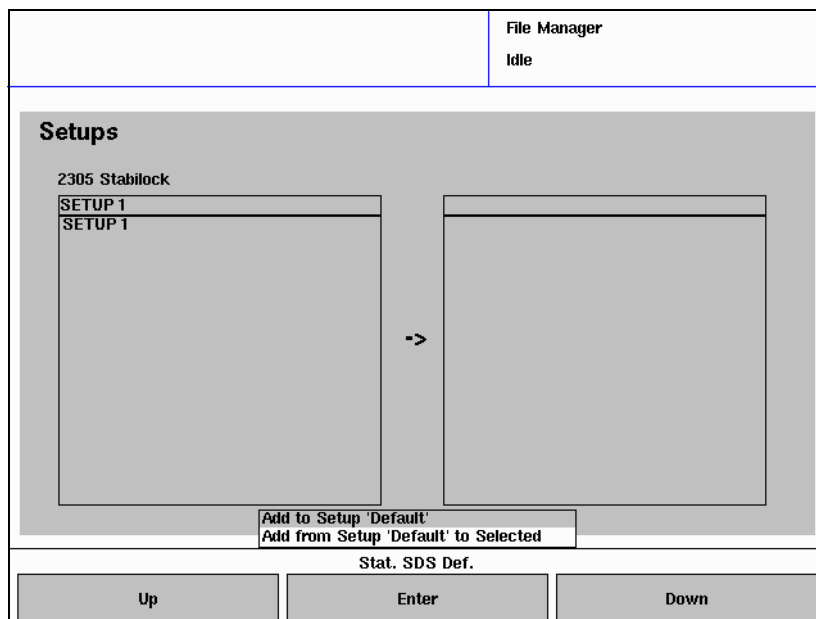 File Manager
Idle
Setups
2305 Stabilock
SETUP 1
SETUP 1
->
Add to Setup 'Default'
Add from Setup 'Default' to Selected
Stat. SDS Def.
Up
Enter
Down